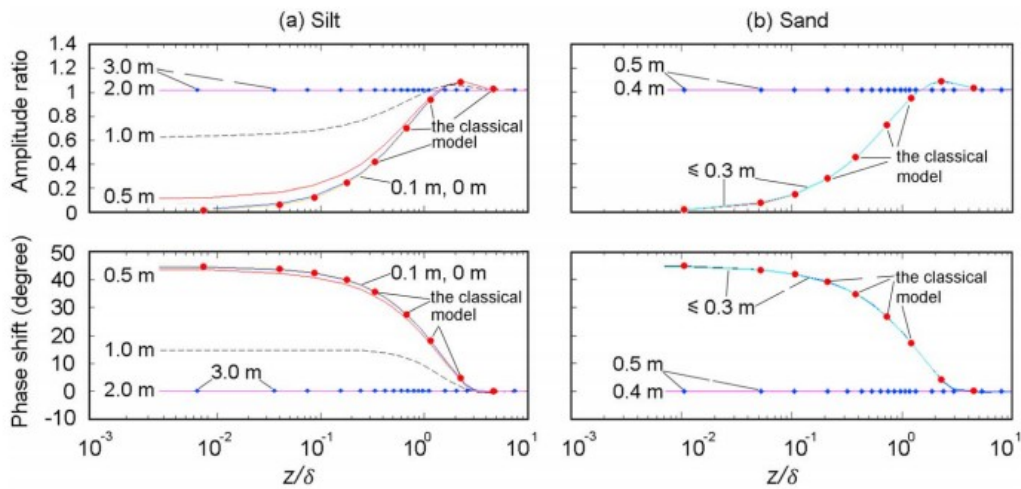 (a) Silt
(b) Sand
Amplitude ratio
1.4
1.2
1
0.8
0.6
0.4
0.2
0
3.0 m
2.0 m
1.0 m
0.5 m
the classical
model
0.1 m, 0 m
0.5 m
0.4 m
≤ 0.3 m
the classical
model
Phase shift (degree)
50
40
30
20
10
0
-10
0.5 m
0.1 m, 0 m
the classical
model
1.0 m
3.0 m
2.0 m
the classical
model
≤ 0.3 m
0.5 m
0.4 m
10⁻³ 10⁻² 10⁻¹ 10⁰ 10¹
10⁻³ 10⁻² 10⁻¹ 10⁰ 10¹
z/δ
z/δ